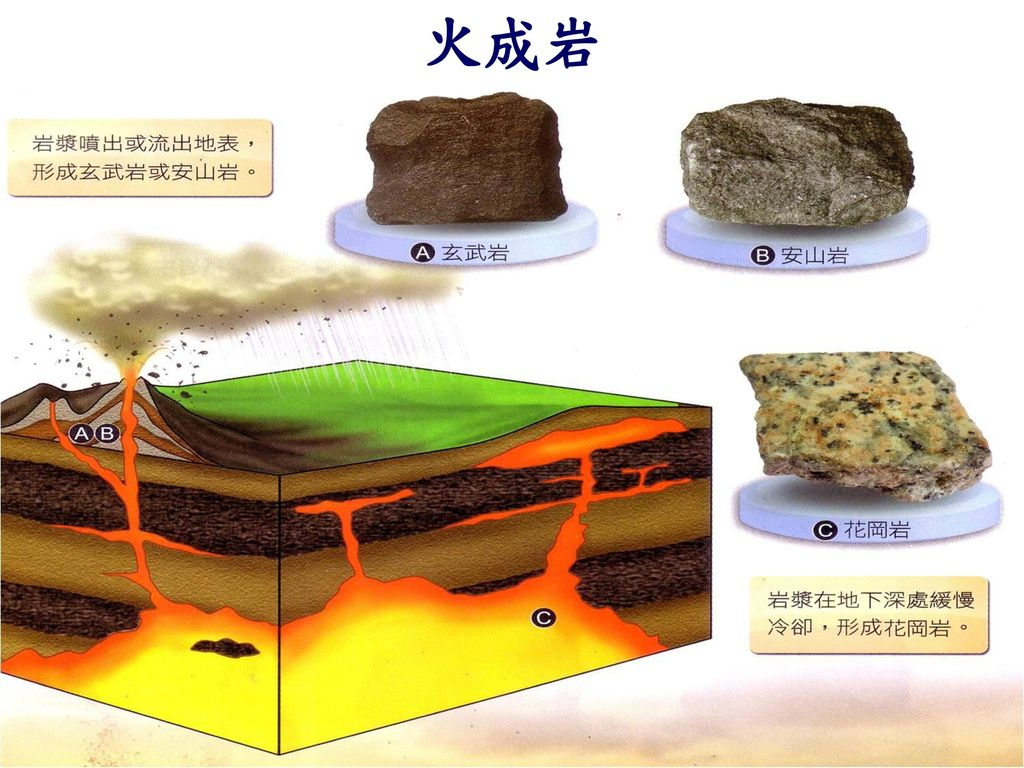 火成岩
岩漿噴出或流出地表，
形成玄武岩或安山岩。
A 玄武岩
B 安山岩
A B
C 花岡岩
C
岩漿在地下深處緩慢
冷卻，形成花岡岩。